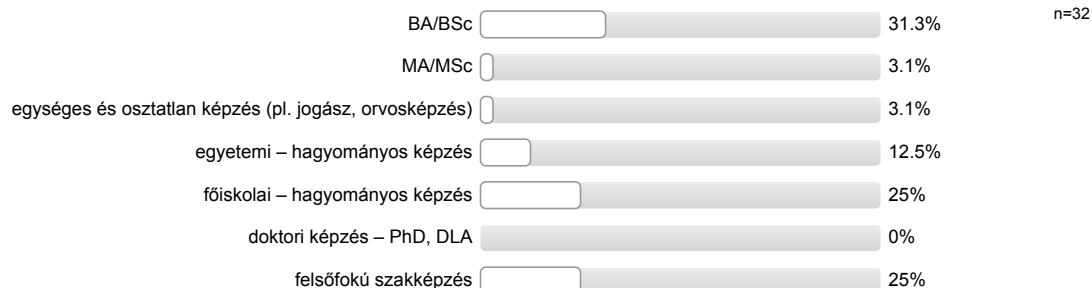 n=32
BA/BSc 31.3%
MA/MSc 3.1%
egységes és osztatlan képzés (pl. jogász, orvosképzés) 3.1%
egyetemi – hagyományos képzés 12.5%
főiskolai – hagyományos képzés 25%
doktori képzés – PhD, DLA 0%
felsőfokú szakképzés 25%